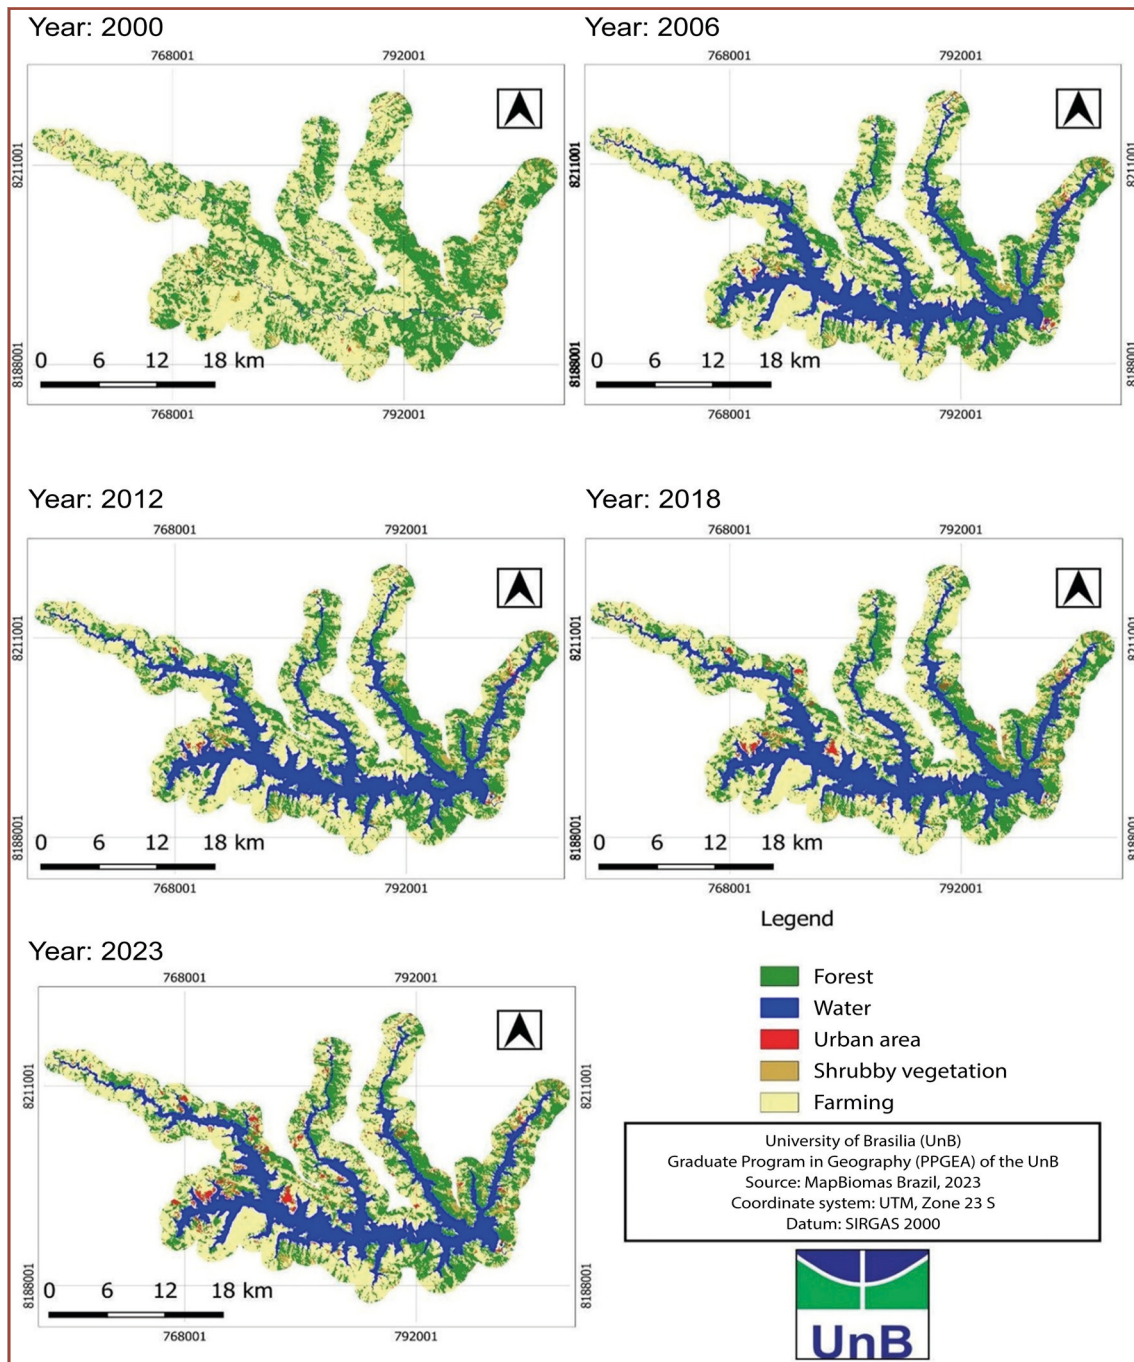 Year: 2000
Year: 2006
768001
792001
768001
792001
8211001
8211001
8211001
0 6 12 18 km
0 6 12 18 km
8188001
8188001
8188001
768001
792001
768001
792001
Year: 2012
Year: 2018
768001
792001
768001
792001
8211001
8211001
8211001
0 6 12 18 km
0 6 12 18 km
8188001
8188001
8188001
768001
792001
768001
792001
Legend
Forest
Water
Urban area
Shrubby vegetation
Farming
Year: 2023
768001
792001
8211001
8211001
0 6 12 18 km
8188001
8188001
768001
792001
University of Brasilia (UnB)
Graduate Program in Geography (PPGEA) of the UnB
Source: MapBiomas Brazil, 2023
Coordinate system: UTM, Zone 23 S
Datum: SIRGAS 2000
UnB